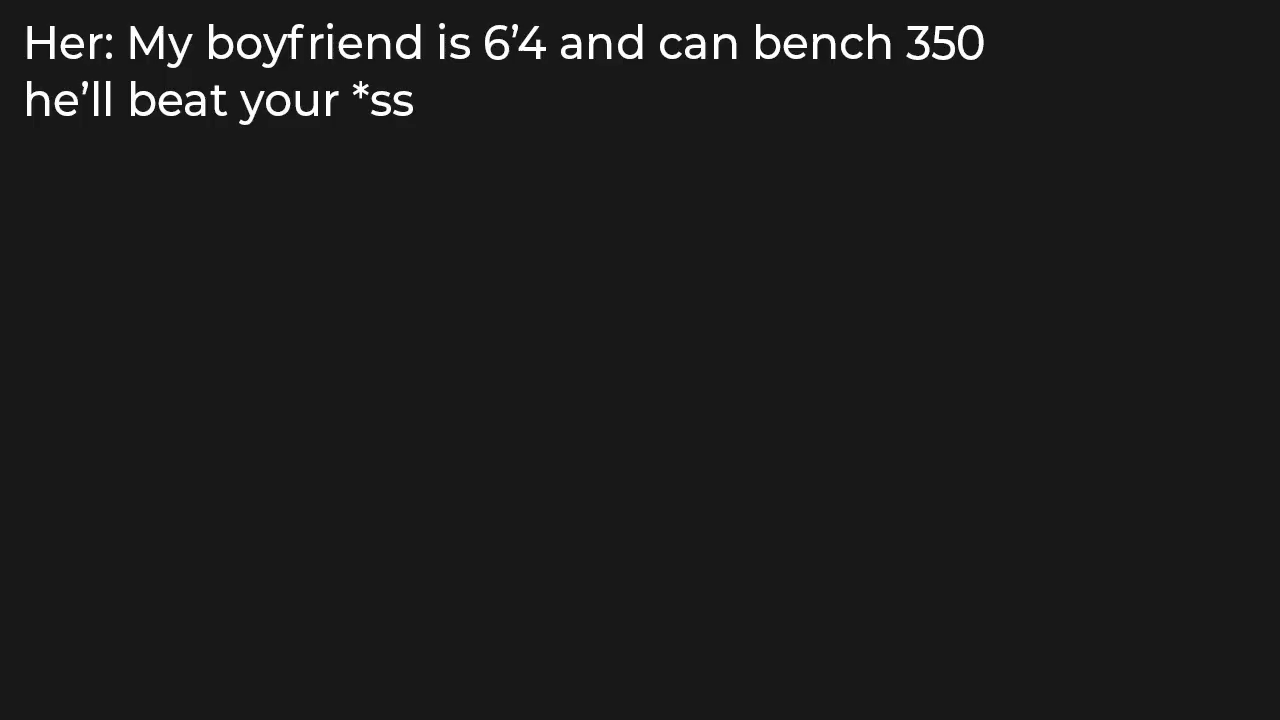 Her: My boyfriend is 6’4 and can bench 350
he’ll beat your *ss